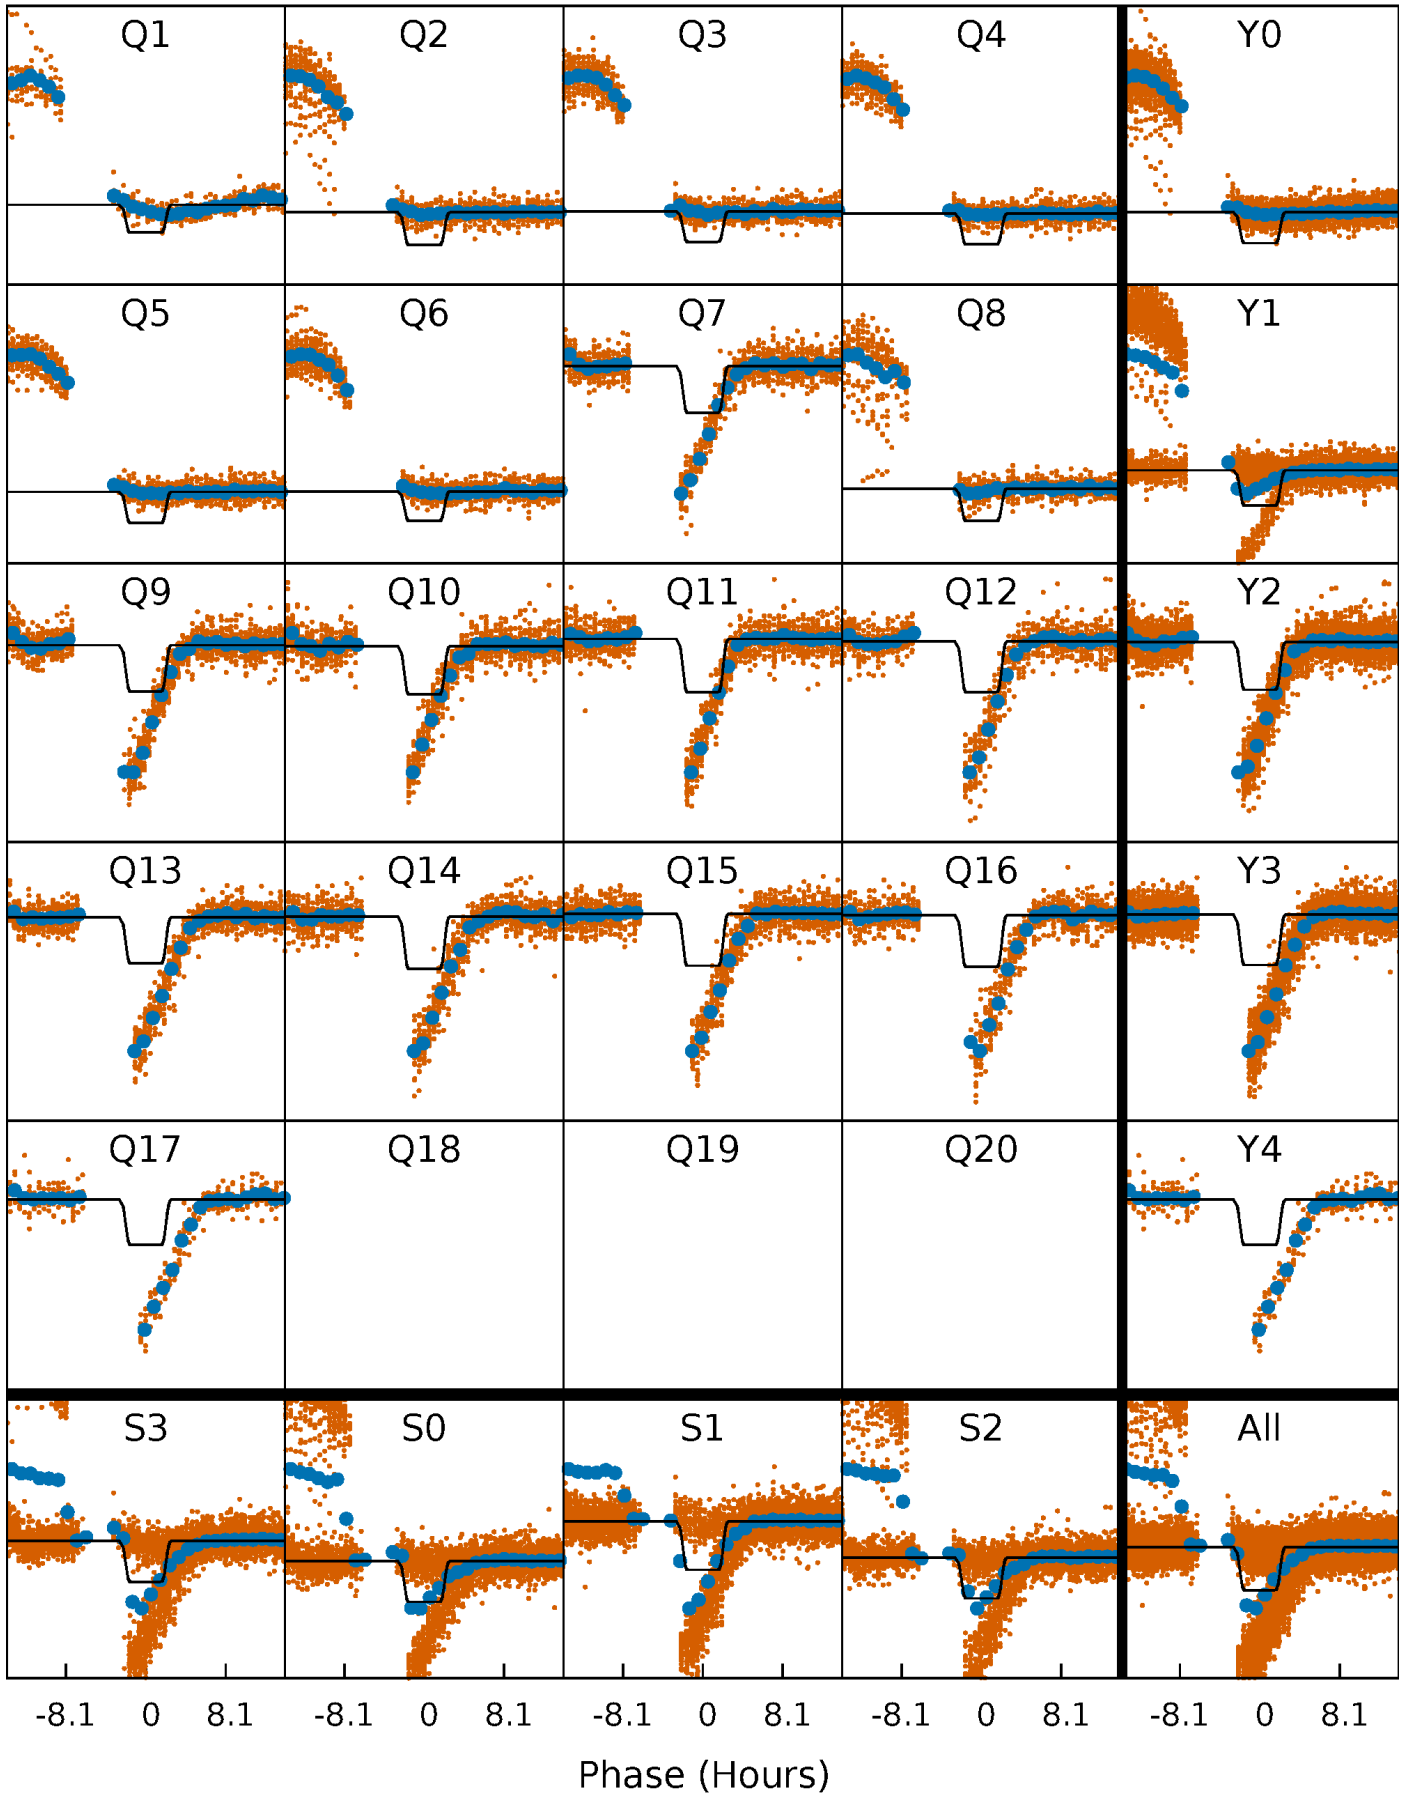 Q1 Q2 Q3 Q4 Y0
Q5 Q6 Q7 Q8 Y1
Q9 Q10 Q11 Q12 Y2
Q13 Q14 Q15 Q16 Y3
Q17 Q18 Q19 Q20 Y4
S3 S0 S1 S2 All
-8.1 0 8.1 -8.1 0 8.1 -8.1 0 8.1 -8.1 0 8.1 -8.1 0 8.1
Phase (Hours)